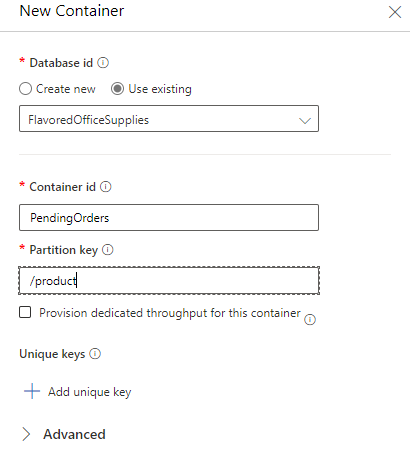 New Container
* Database id
Create new Use existing
FlavoredOfficeSupplies
* Container id
PendingOrders
* Partition key
/product
Provision dedicated throughput for this container
Unique keys
Add unique key
Advanced